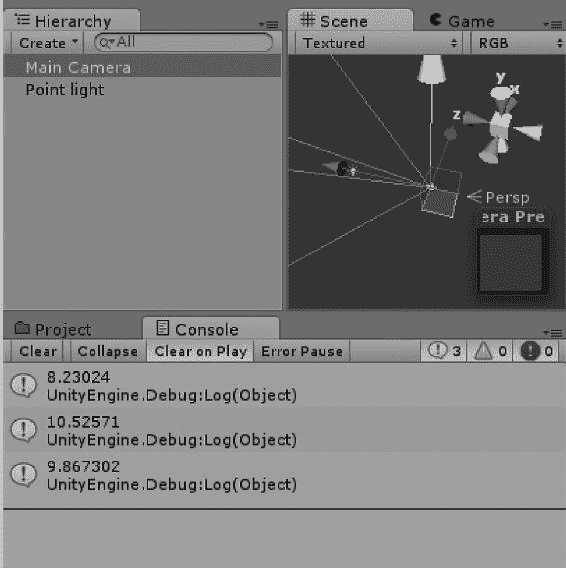 Hierarchy
Create
All
Main Camera
Point light
Scene
Game
Textured
RGB
y
x
z
Persp
era Pre
Project
Console
Clear
Collapse
Clear on Play
Error Pause
3
0
0
8.23024
UnityEngine.Debug:Log(Object)
10.52571
UnityEngine.Debug:Log(Object)
9.867302
UnityEngine.Debug:Log(Object)